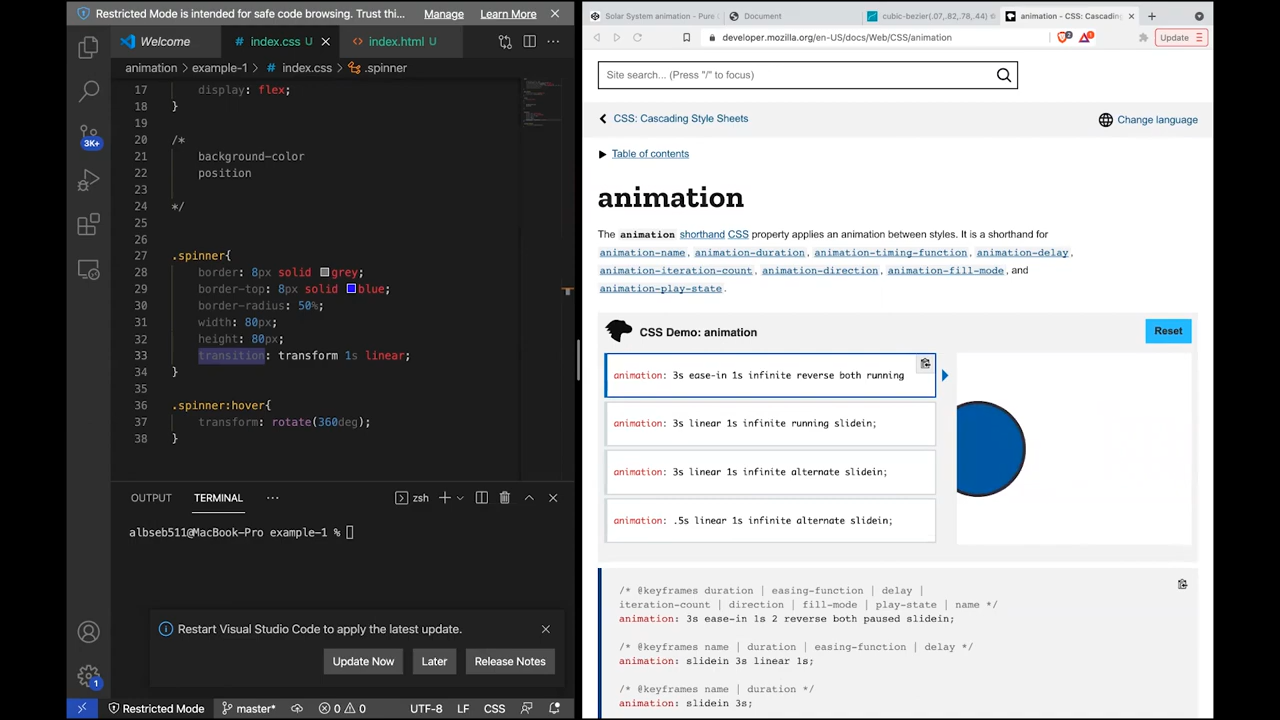 Restricted Mode is intended for safe code browsing. Trust thi...
Manage
Learn More
Welcome
index.css U
index.html U
animation > example-1 > # index.css > .spinner
17 display: flex;
18 }
19
20 /*
21 background-color
22 position
23
24 */
25
26
27 .spinner{
28 border: 8px solid grey;
29 border-top: 8px solid blue;
30 border-radius: 50%;
31 width: 80px;
32 height: 80px;
33 transition: transform 1s linear;
34 }
35
36 .spinner:hover{
37 transform: rotate(360deg);
38 }
3K+
OUTPUT
TERMINAL
zsh
albseb511@MacBook-Pro example-1 %
Restart Visual Studio Code to apply the latest update.
Update Now
Later
Release Notes
1
Restricted Mode
master*
0
0
UTF-8
LF
CSS
Solar System animation - Pure C
Document
cubic-bezier(.07,.82,.78,.44)
animation - CSS: Cascading
developer.mozilla.org/en-US/docs/Web/CSS/animation
2
1
Update
Site search... (Press "/" to focus)
CSS: Cascading Style Sheets
Change language
Table of contents
animation
The animation shorthand CSS property applies an animation between styles. It is a shorthand for
animation-name, animation-duration, animation-timing-function, animation-delay,
animation-iteration-count, animation-direction, animation-fill-mode, and
animation-play-state.
CSS Demo: animation
Reset
animation: 3s ease-in 1s infinite reverse both running
animation: 3s linear 1s infinite running slidein;
animation: 3s linear 1s infinite alternate slidein;
animation: .5s linear 1s infinite alternate slidein;
/* @keyframes duration | easing-function | delay |
iteration-count | direction | fill-mode | play-state | name */
animation: 3s ease-in 1s 2 reverse both paused slidein;
/* @keyframes name | duration | easing-function | delay */
animation: slidein 3s linear 1s;
/* @keyframes name | duration */
animation: slidein 3s;